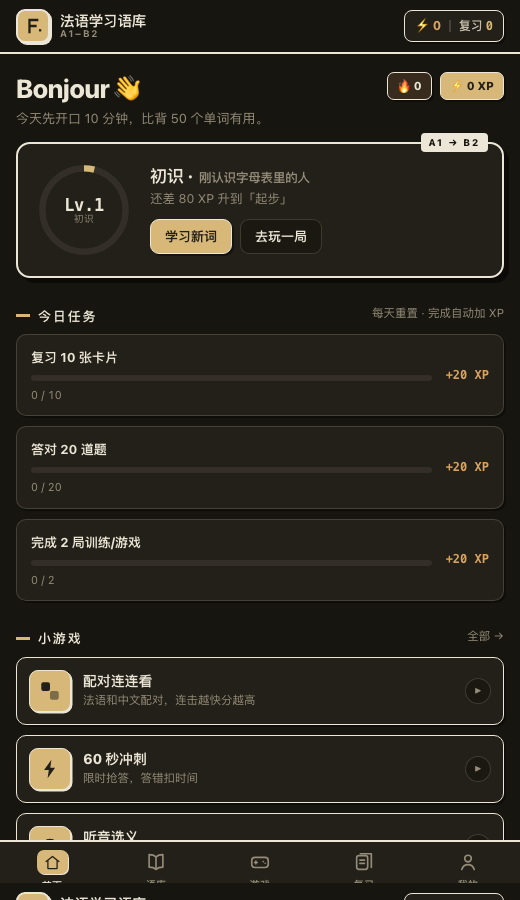 F.
法语学习语库
A1–B2
⚡ 0 | 复习 0
Bonjour 👋
🔥 0
⚡ 0 XP
今天先开口 10 分钟，比背 50 个单词有用。
A1 → B2
Lv.1
初识
初识 · 刚认识字母表里的人
还差 80 XP 升到「起步」
学习新词
去玩一局
今日任务
每天重置 · 完成自动加 XP
复习 10 张卡片
+20 XP
0 / 10
答对 20 道题
+20 XP
0 / 20
完成 2 局训练/游戏
+20 XP
0 / 2
小游戏
全部 →
配对连连看
法语和中文配对，连击越快分越高
60 秒冲刺
限时抢答，答错扣时间
听音选义